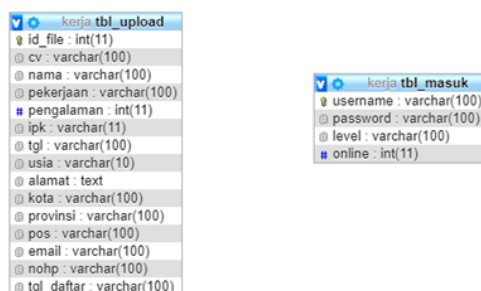 kerja tbl_upload
id_file : int(11)
cv : varchar(100)
nama : varchar(100)
pekerjaan : varchar(100)
# pengalaman : int(11)
ipk : varchar(11)
tgl : varchar(100)
usia : varchar(10)
alamat : text
kota : varchar(100)
provinsi : varchar(100)
pos : varchar(100)
email : varchar(100)
nohp : varchar(100)
tgl_daftar : varchar(100)
kerja tbl_masuk
username : varchar(100)
password : varchar(100)
level : varchar(100)
# online : int(11)